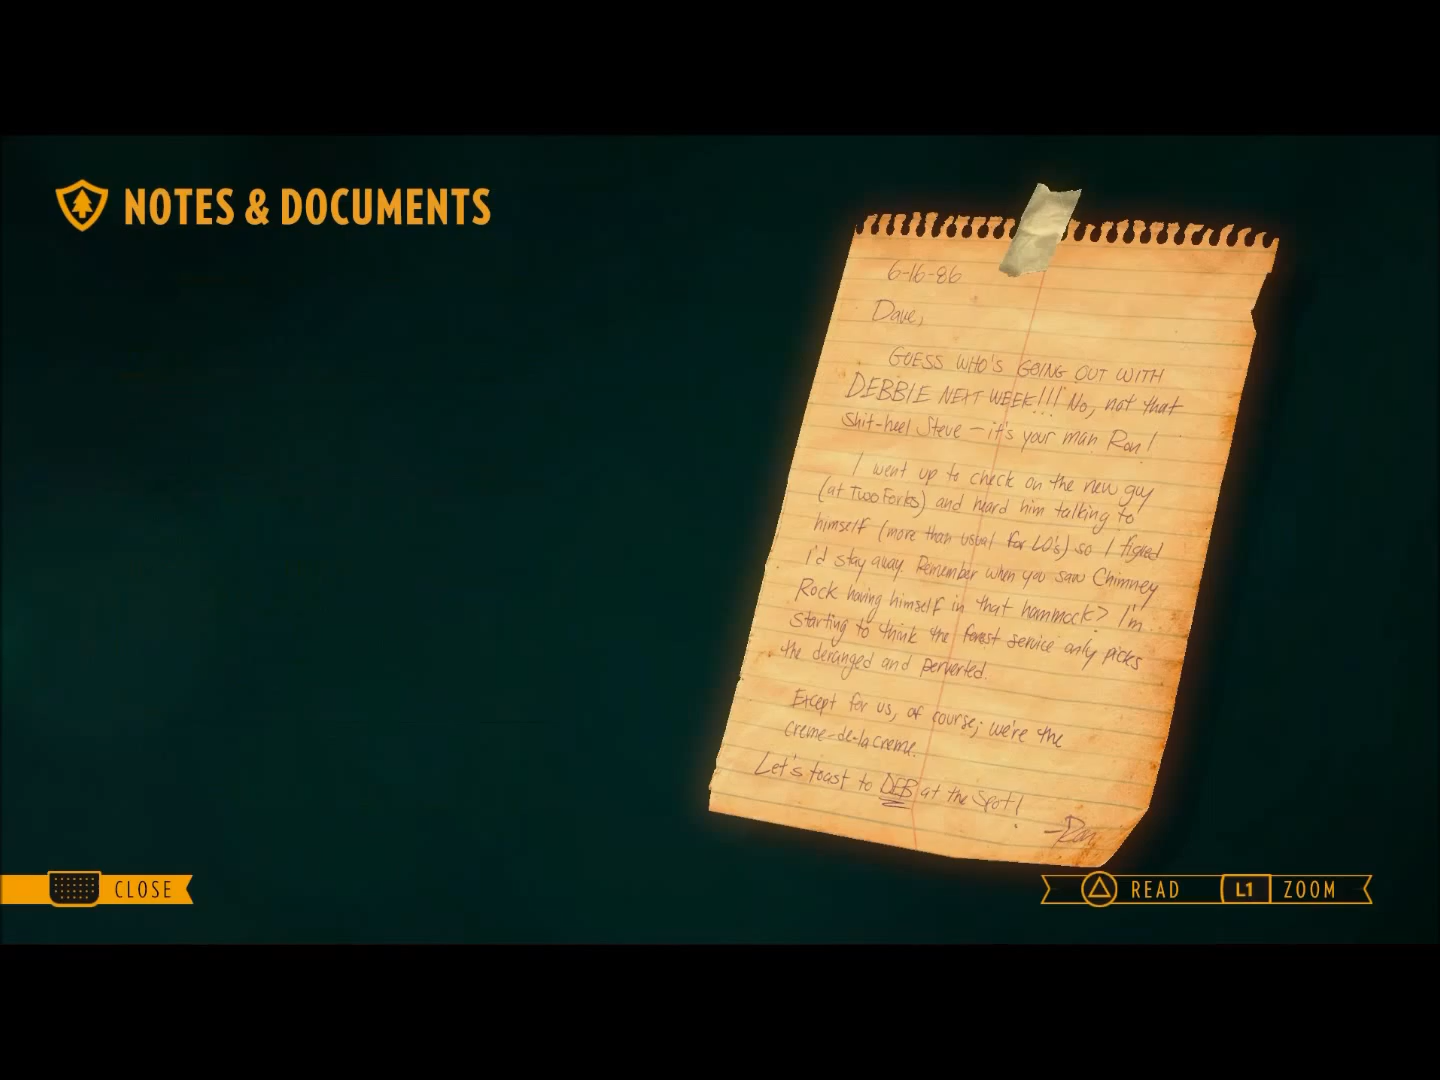 NOTES & DOCUMENTS
6-16-86
Dave,
GUESS WHO'S GOING OUT WITH
DEBBIE NEXT WEEK!!! No, not that
shit-heel Steve – it's your man Ron!
I went up to check on the new guy
(at Two Forks) and heard him talking to
himself (more than usual for LO's) so I figred
I'd stay away. Remember when you saw Chimney
Rock having himself in that hammock? I'm
starting to think the forest service only picks
the deranged and perverted.
Except for us, of course; we're the
creme-de-la creme.
Let's toast to DEB at the Spot!
-Ron
CLOSE
READ
L1 ZOOM